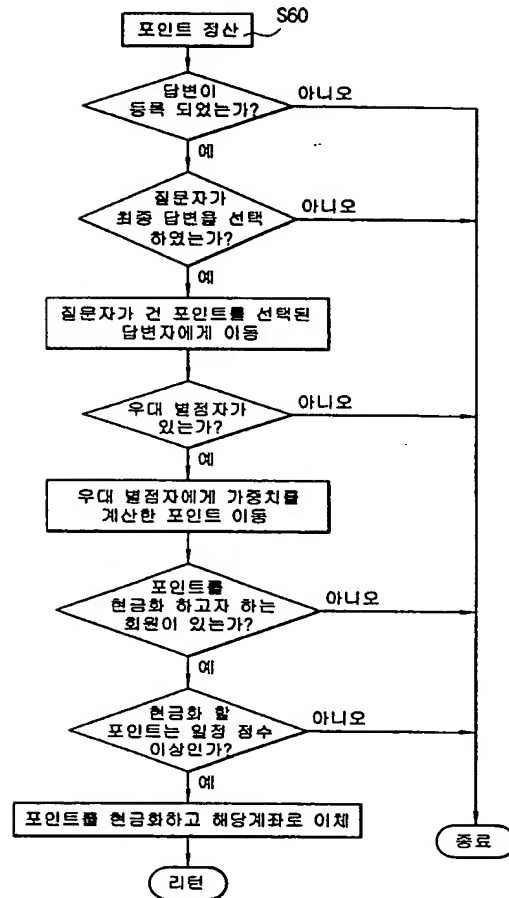 포인트 정산
S60
답변이
등록 되었는가?
아니오
예
질문자가
최종 답변을 선택
하였는가?
아니오
예
질문자가 건 포인트를 선택된
답변자에게 이동
우대 별점자가
있는가?
아니오
예
우대 별점자에게 가중치를
계산한 포인트 이동
포인트를
현금화 하고자 하는
회원이 있는가?
아니오
예
현금화 할
포인트는 일정 점수
이상인가?
아니오
예
포인트를 현금화하고 해당계좌로 이체
종료
리턴